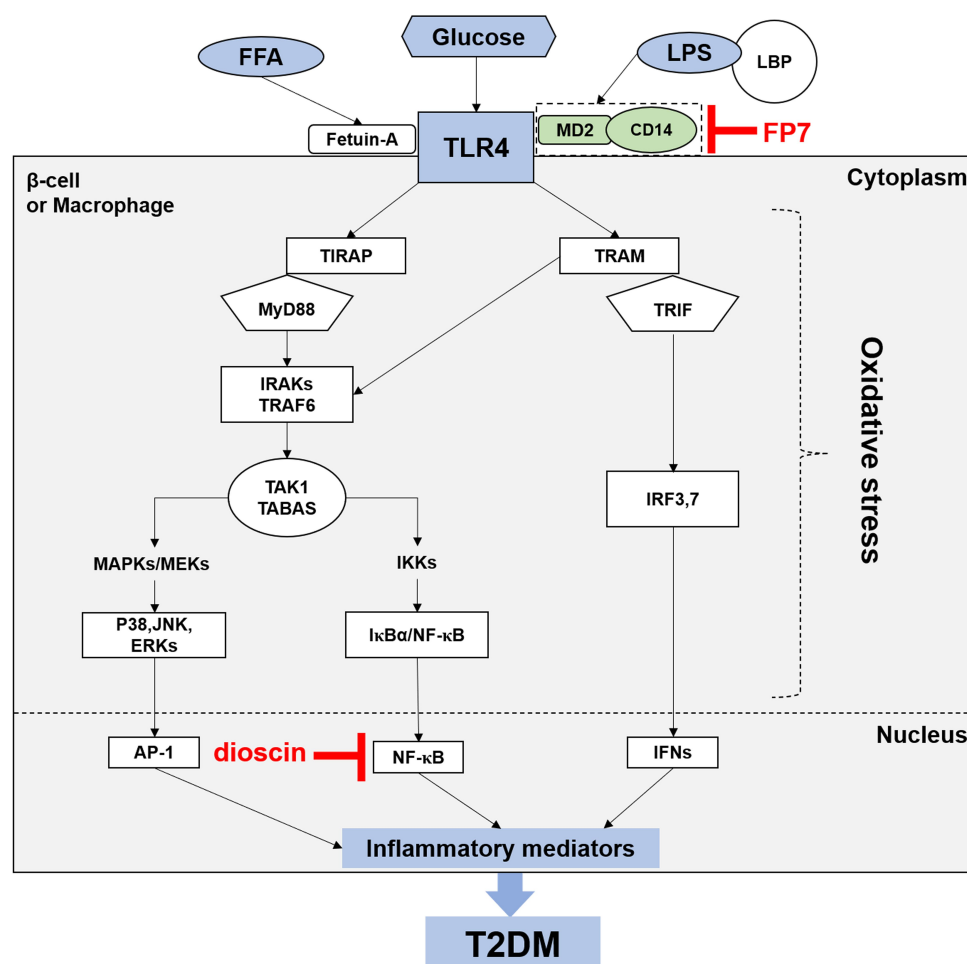 Glucose
FFA
LPS
LBP
Fetuin-A
TLR4
MD2
CD14
FP7
β-cell
or Macrophage
Cytoplasm
TIRAP
TRAM
MyD88
TRIF
IRAKs
TRAF6
Oxidative stress
TAK1
TABAS
IRF3,7
MAPKs/MEKs
IKKs
P38,JNK,
ERKs
IκBα/NF-κB
Nucleus
AP-1
dioscin
NF-κB
IFNs
Inflammatory mediators
T2DM